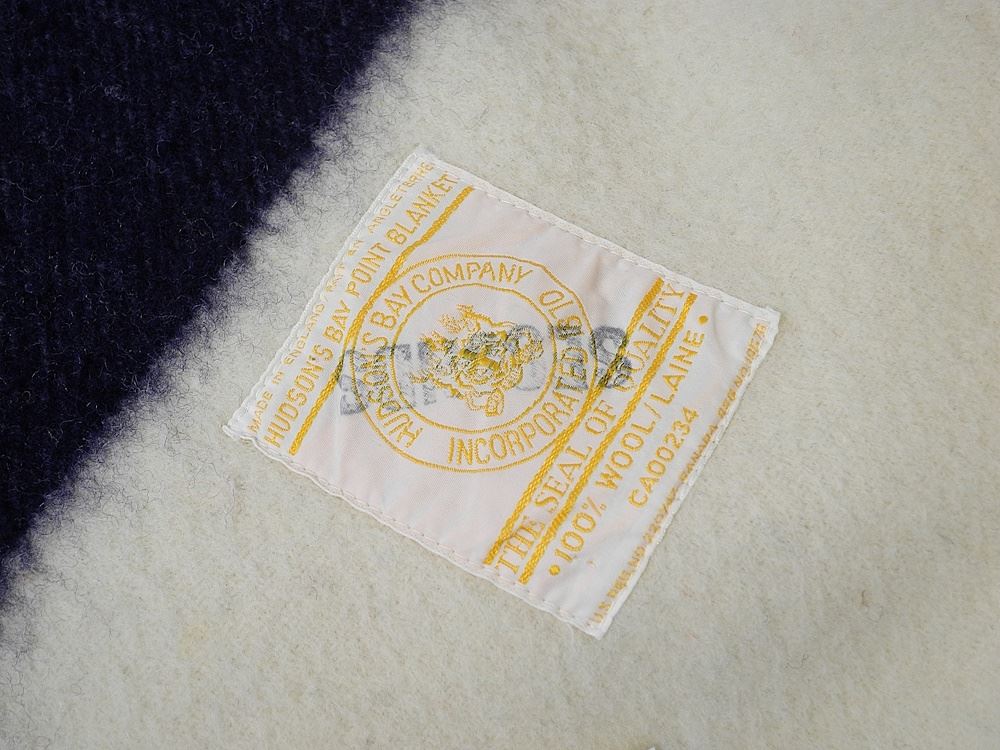 MADE IN ENGLAND FAIT EN ANGLETERRE
HUDSON'S BAY POINT BLANKET
HUDSON'S BAY COMPANY
INCORPORATED
THE SEAL OF QUALITY
• 100% WOOL / LAINE •
CA00234